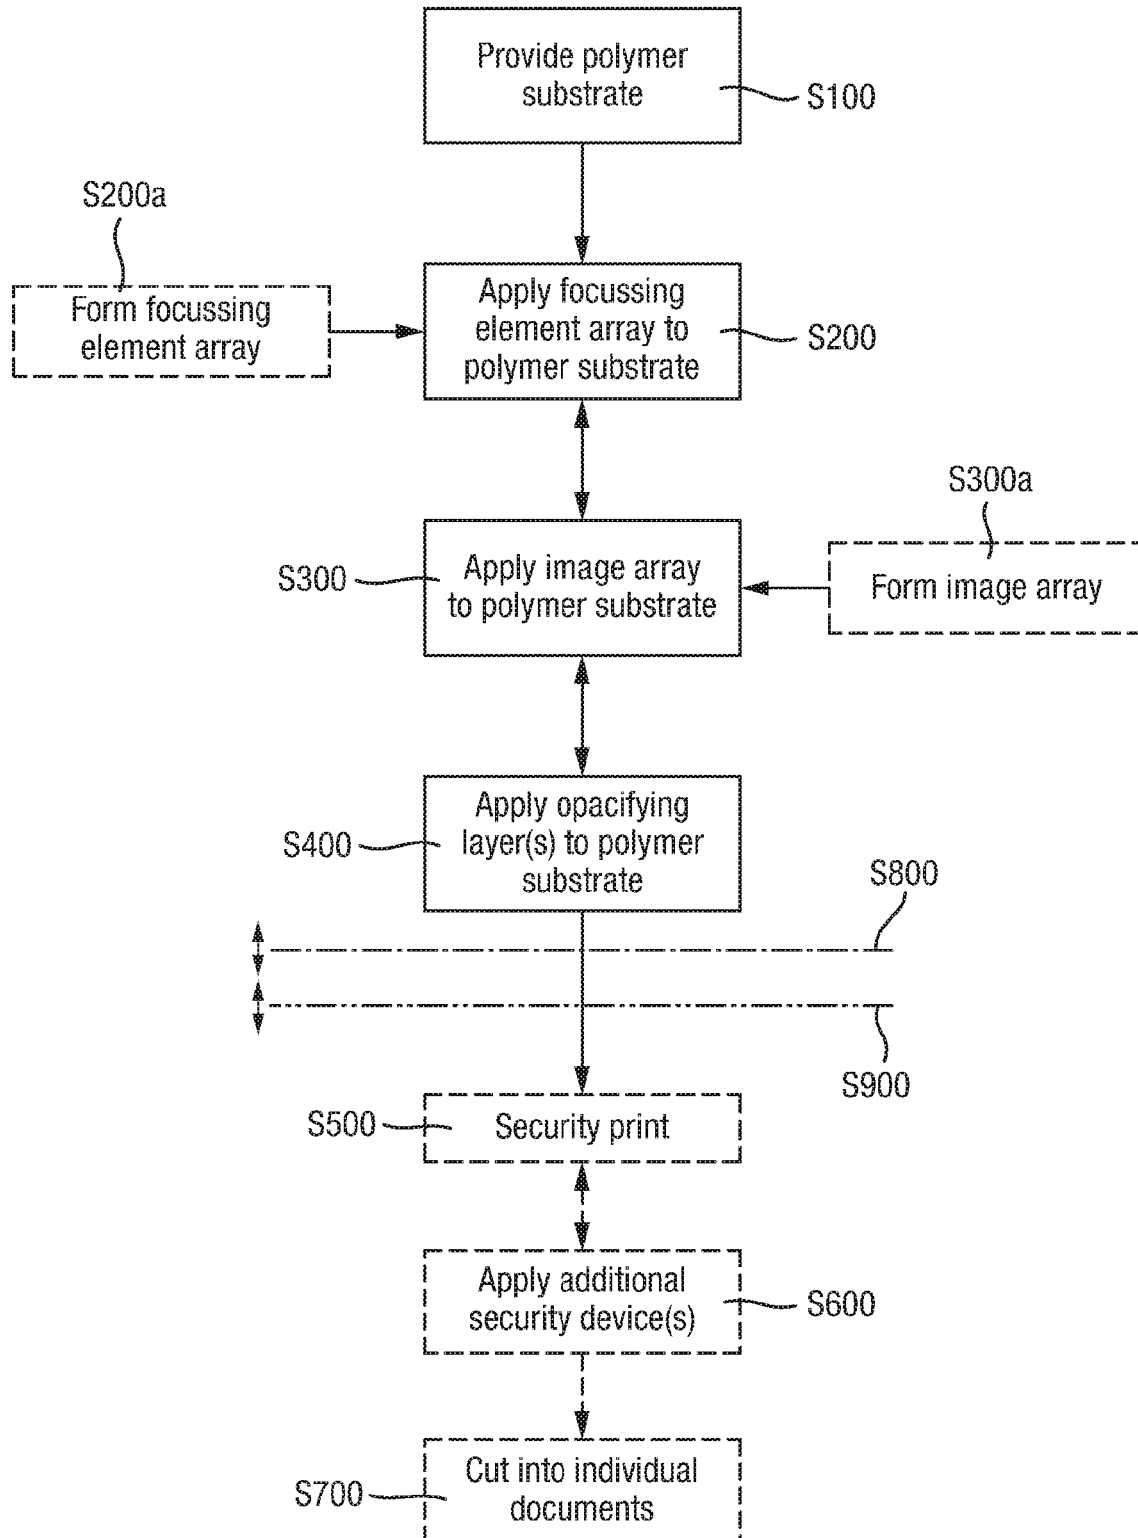 Provide polymer
substrate
S100
S200a
Form focussing
element array
Apply focussing
element array to
polymer substrate
S200
S300a
S300
Apply image array
to polymer substrate
Form image array
S400
Apply opacifying
layer(s) to polymer
substrate
S800
S900
S500
Security print
Apply additional
security device(s)
S600
S700
Cut into individual
documents